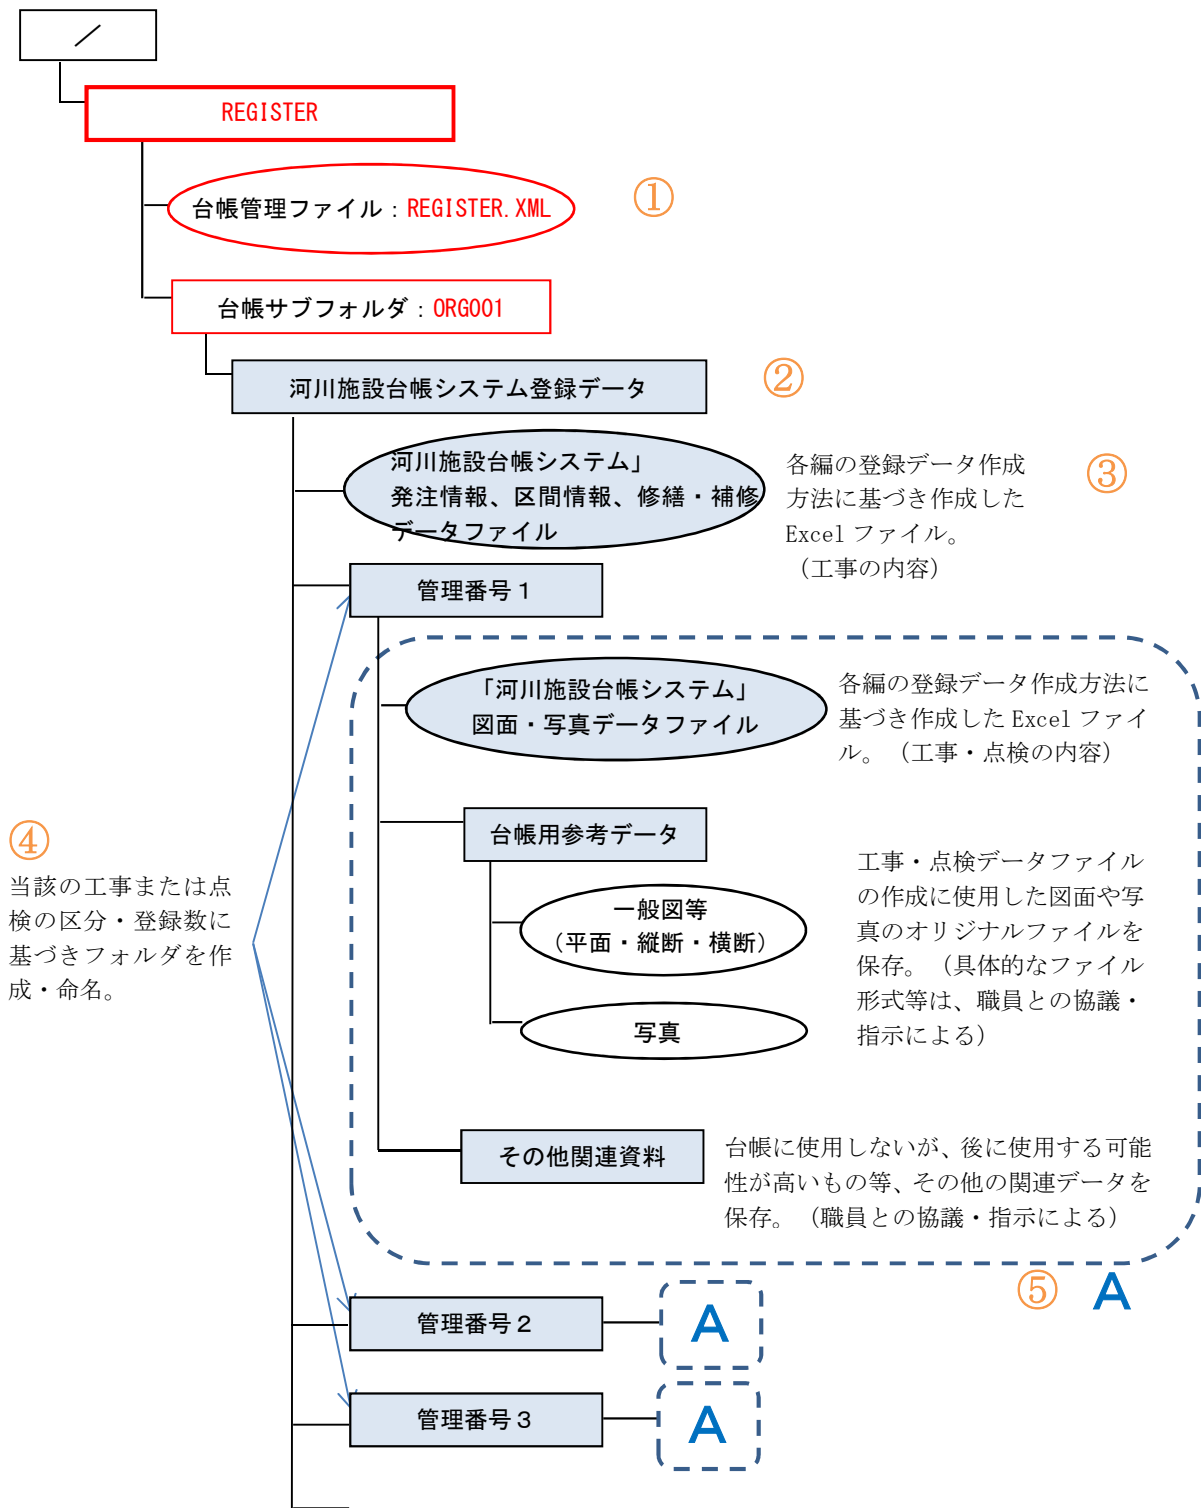 ／
REGISTER
台帳管理ファイル：REGISTER.XML
①
台帳サブフォルダ：ORG001
河川施設台帳システム登録データ
②
河川施設台帳システム」
発注情報、区間情報、修繕・補修
データファイル
各編の登録データ作成
方法に基づき作成した
Excel ファイル。
（工事の内容）
③
管理番号１
「河川施設台帳システム」
図面・写真データファイル
各編の登録データ作成方法に
基づき作成した Excel ファイ
ル。（工事・点検の内容）
④
当該の工事または点
検の区分・登録数に
基づきフォルダを作
成・命名。
台帳用参考データ
一般図等
（平面・縦断・横断）
写真
工事・点検データファイル
の作成に使用した図面や写
真のオリジナルファイルを
保存。（具体的なファイル
形式等は、職員との協議・
指示による）
その他関連資料
台帳に使用しないが、後に使用する可能
性が高いもの等、その他の関連データを
保存。（職員との協議・指示による）
⑤ A
管理番号２
A
管理番号３
A